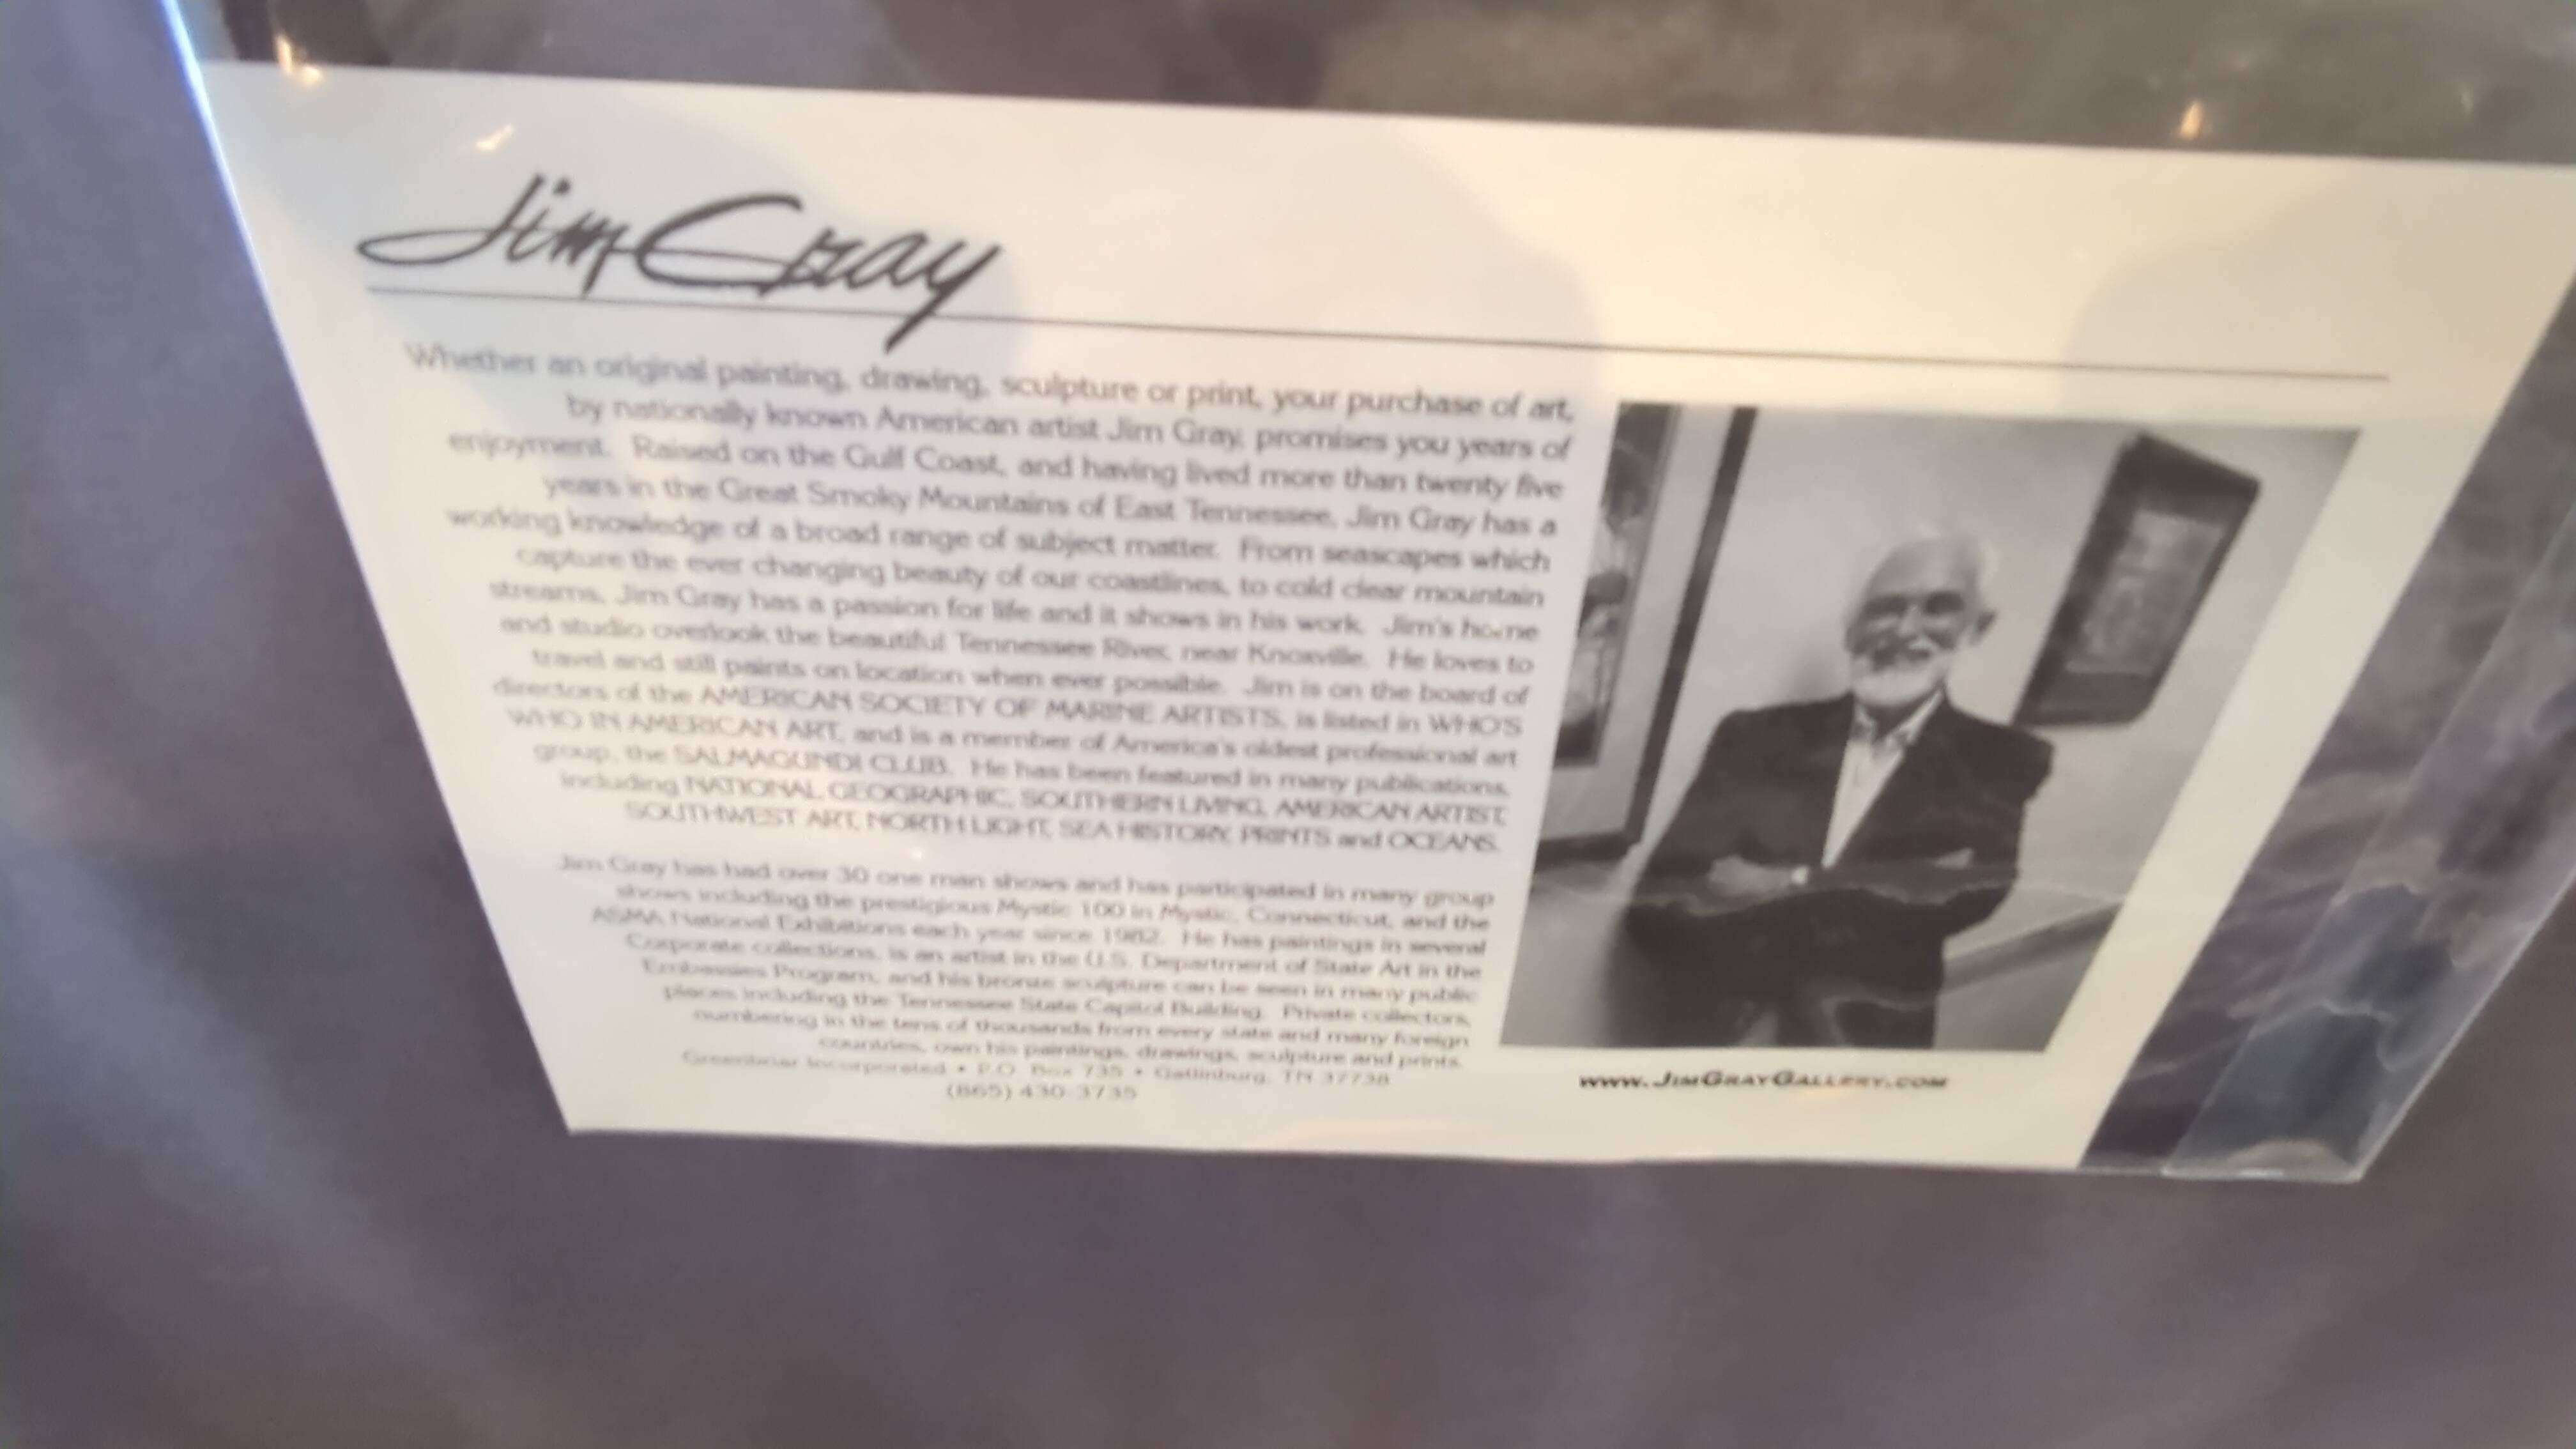 Jim Gray
Whether an original painting, drawing, sculpture or print, your purchase of art,
by nationally known American artist Jim Gray, promises you years of
enjoyment. Raised on the Gulf Coast, and having lived more than twenty five
years in the Great Smoky Mountains of East Tennessee, Jim Gray has a
working knowledge of a broad range of subject matter. From seascapes which
capture the ever changing beauty of our coastlines, to cold clear mountain
streams, Jim Gray has a passion for life and it shows in his work. Jim's home
and studio overlook the beautiful Tennessee River, near Knoxville. He loves to
travel and still paints on location when ever possible. Jim is on the board of
directors of the AMERICAN SOCIETY OF MARINE ARTISTS, is listed in WHO'S
WHO IN AMERICAN ART, and is a member of America's oldest professional art
group, the SALMAGUNDI CLUB. He has been featured in many publications,
including NATIONAL GEOGRAPHIC, SOUTHERN LIVING, AMERICAN ARTIST,
SOUTHWEST ART, NORTH LIGHT, SEA HISTORY, PRINTS and OCEANS.
Jim Gray has had over 30 one man shows and has participated in many group
shows including the prestigious Mystic 100 in Mystic, Connecticut, and the
ASMA National Exhibitions each year since 1982. He has paintings in several
Corporate collections, is an artist in the U.S. Department of State Art in the
Embassies Program, and his bronze sculpture can be seen in many public
places including the Tennessee State Capitol Building. Private collectors,
numbering in the tens of thousands from every state and many foreign
countries, own his paintings, drawings, sculpture and prints.
Greenbriar Incorporated • P.O. Box 735 • Gatlinburg, TN 37738
(865) 430-3735
www.JimGrayGallery.com